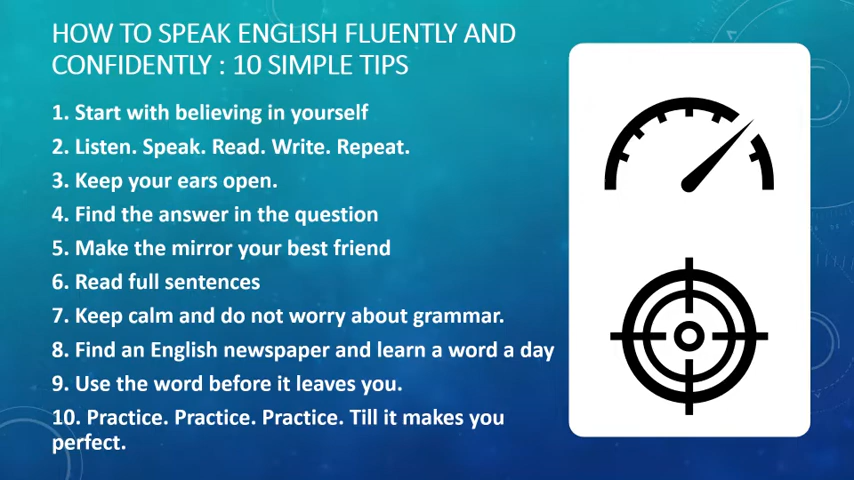 HOW TO SPEAK ENGLISH FLUENTLY AND
CONFIDENTLY : 10 SIMPLE TIPS
1. Start with believing in yourself
2. Listen. Speak. Read. Write. Repeat.
3. Keep your ears open.
4. Find the answer in the question
5. Make the mirror your best friend
6. Read full sentences
7. Keep calm and do not worry about grammar.
8. Find an English newspaper and learn a word a day
9. Use the word before it leaves you.
10. Practice. Practice. Practice. Till it makes you
perfect.